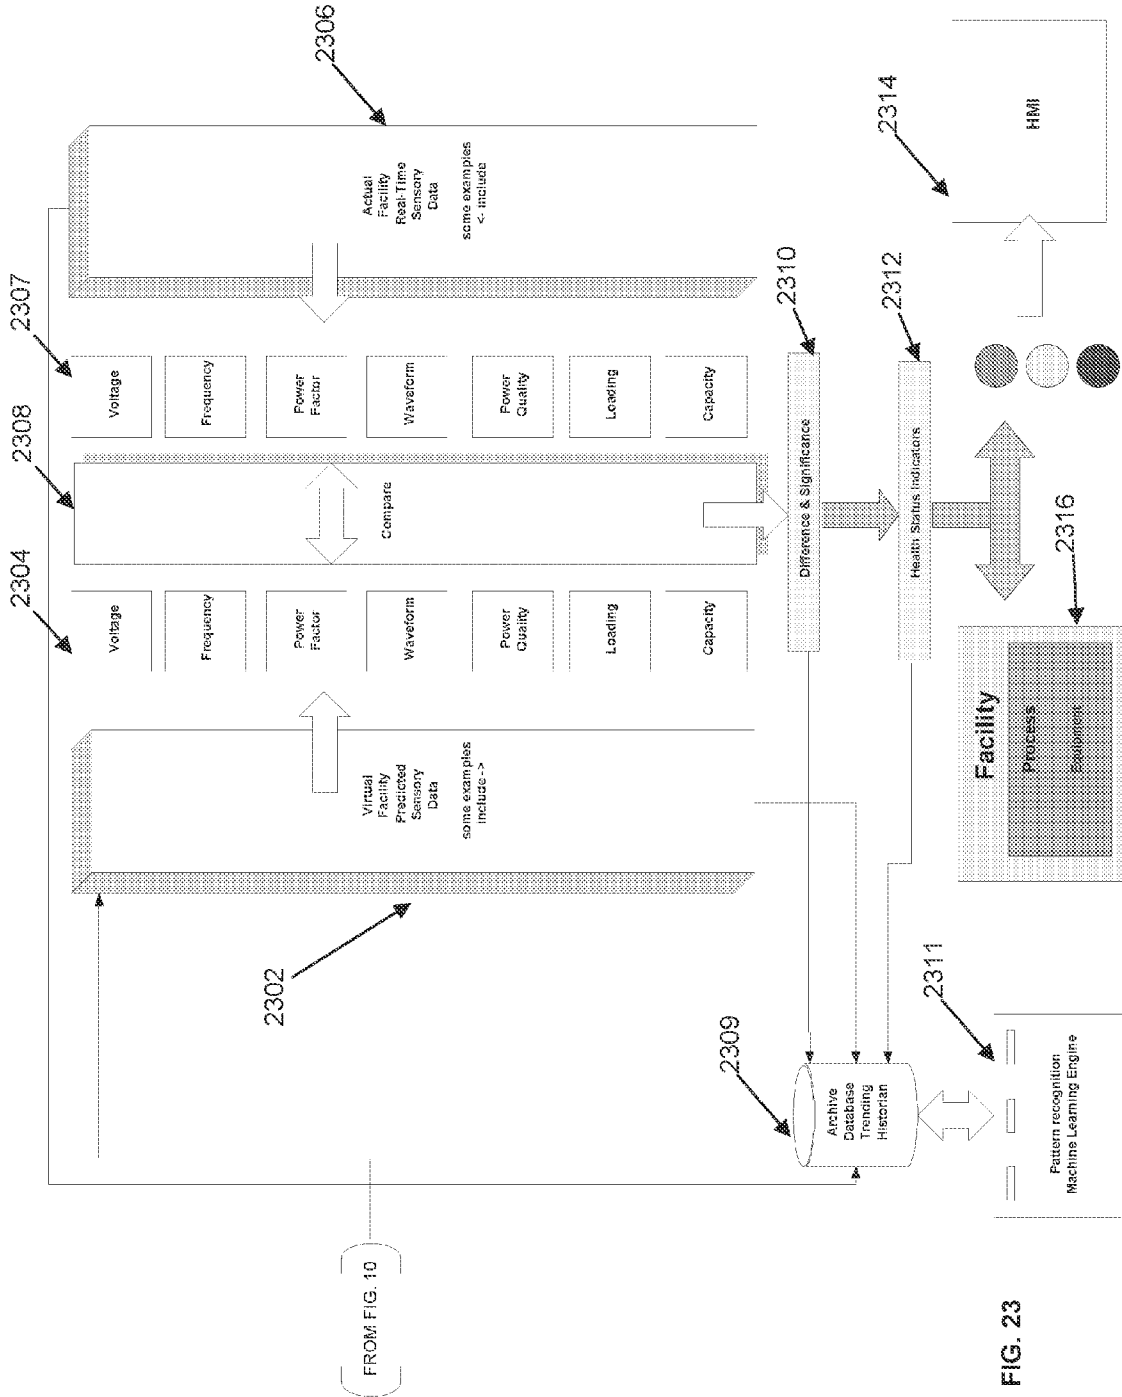 2302
2304
2308
2307
2306
Virtual
Facility
Predicted
Sensory
Data
some examples
include ->
Voltage
Frequency
Power
Factor
Waveform
Power
Quality
Loading
Capacity
Compare
Voltage
Frequency
Power
Factor
Waveform
Power
Quality
Loading
Capacity
Actual
Facility
Real-Time
Sensory
Data
some examples
<- include
FROM FIG. 10
2309
Archive
Database
Trending
Historian
Difference & Significance
2310
Health Status Indicators
2312
2311
Pattern recognition
Machine Learning Engine
Facility
Process
Equipment
2316
2314
HMI
FIG. 23